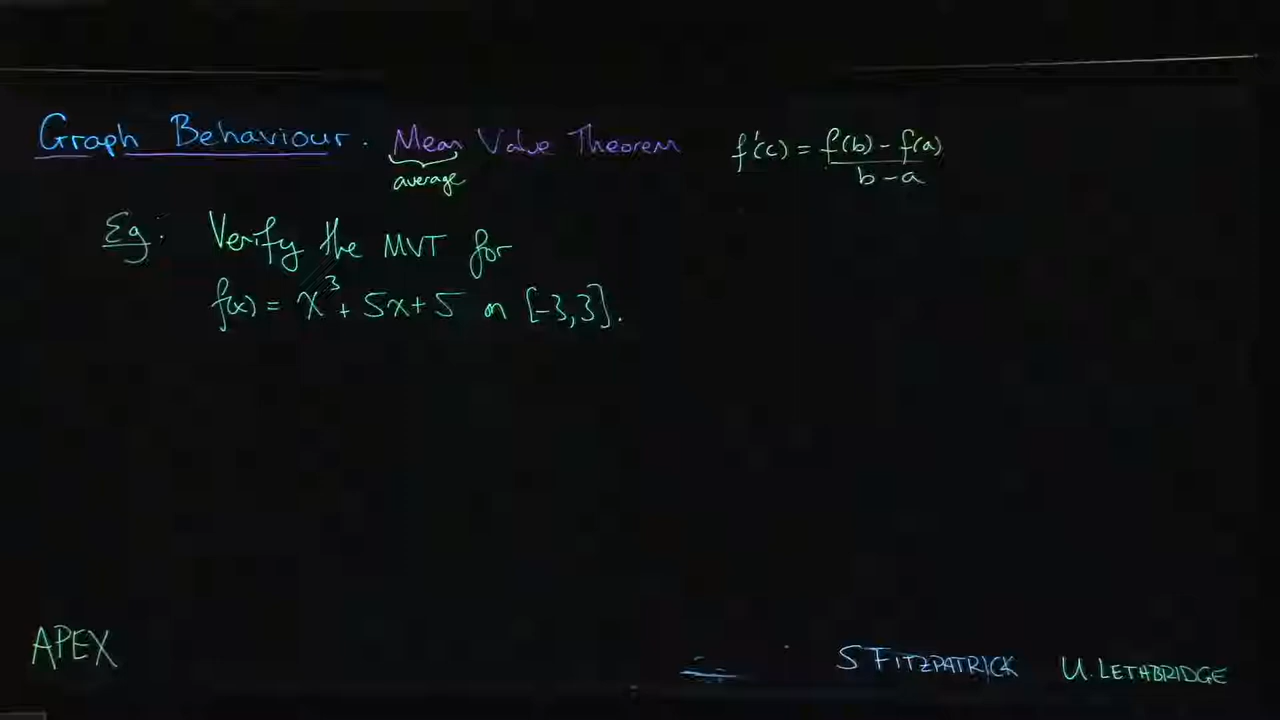 Graph Behaviour. Mean Value Theorem f'(c) = f(b) - f(a) / b - a
average
Eg: Verify the MVT for
f(x) = x³ + 5x + 5 on [-3, 3].
APEX
S FITZPATRICK U. LETHBRIDGE